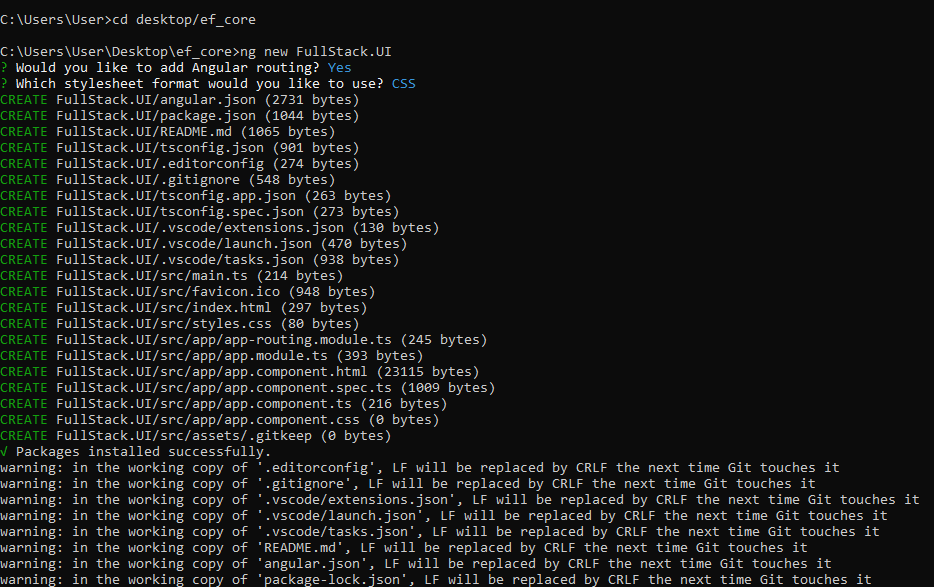 C:\Users\User>cd desktop/ef_core
C:\Users\User\Desktop\ef_core>ng new FullStack.UI
? Would you like to add Angular routing? Yes
? Which stylesheet format would you like to use? CSS
CREATE FullStack.UI/angular.json (2731 bytes)
CREATE FullStack.UI/package.json (1044 bytes)
CREATE FullStack.UI/README.md (1065 bytes)
CREATE FullStack.UI/tsconfig.json (901 bytes)
CREATE FullStack.UI/.editorconfig (274 bytes)
CREATE FullStack.UI/.gitignore (548 bytes)
CREATE FullStack.UI/tsconfig.app.json (263 bytes)
CREATE FullStack.UI/tsconfig.spec.json (273 bytes)
CREATE FullStack.UI/.vscode/extensions.json (130 bytes)
CREATE FullStack.UI/.vscode/launch.json (470 bytes)
CREATE FullStack.UI/.vscode/tasks.json (938 bytes)
CREATE FullStack.UI/src/main.ts (214 bytes)
CREATE FullStack.UI/src/favicon.ico (948 bytes)
CREATE FullStack.UI/src/index.html (297 bytes)
CREATE FullStack.UI/src/styles.css (80 bytes)
CREATE FullStack.UI/src/app/app-routing.module.ts (245 bytes)
CREATE FullStack.UI/src/app/app.module.ts (393 bytes)
CREATE FullStack.UI/src/app/app.component.html (23115 bytes)
CREATE FullStack.UI/src/app/app.component.spec.ts (1009 bytes)
CREATE FullStack.UI/src/app/app.component.ts (216 bytes)
CREATE FullStack.UI/src/app/app.component.css (0 bytes)
CREATE FullStack.UI/src/assets/.gitkeep (0 bytes)
√ Packages installed successfully.
warning: in the working copy of '.editorconfig', LF will be replaced by CRLF the next time Git touches it
warning: in the working copy of '.gitignore', LF will be replaced by CRLF the next time Git touches it
warning: in the working copy of '.vscode/extensions.json', LF will be replaced by CRLF the next time Git touches it
warning: in the working copy of '.vscode/launch.json', LF will be replaced by CRLF the next time Git touches it
warning: in the working copy of '.vscode/tasks.json', LF will be replaced by CRLF the next time Git touches it
warning: in the working copy of 'README.md', LF will be replaced by CRLF the next time Git touches it
warning: in the working copy of 'angular.json', LF will be replaced by CRLF the next time Git touches it
warning: in the working copy of 'package-lock.json', LF will be replaced by CRLF the next time Git touches it